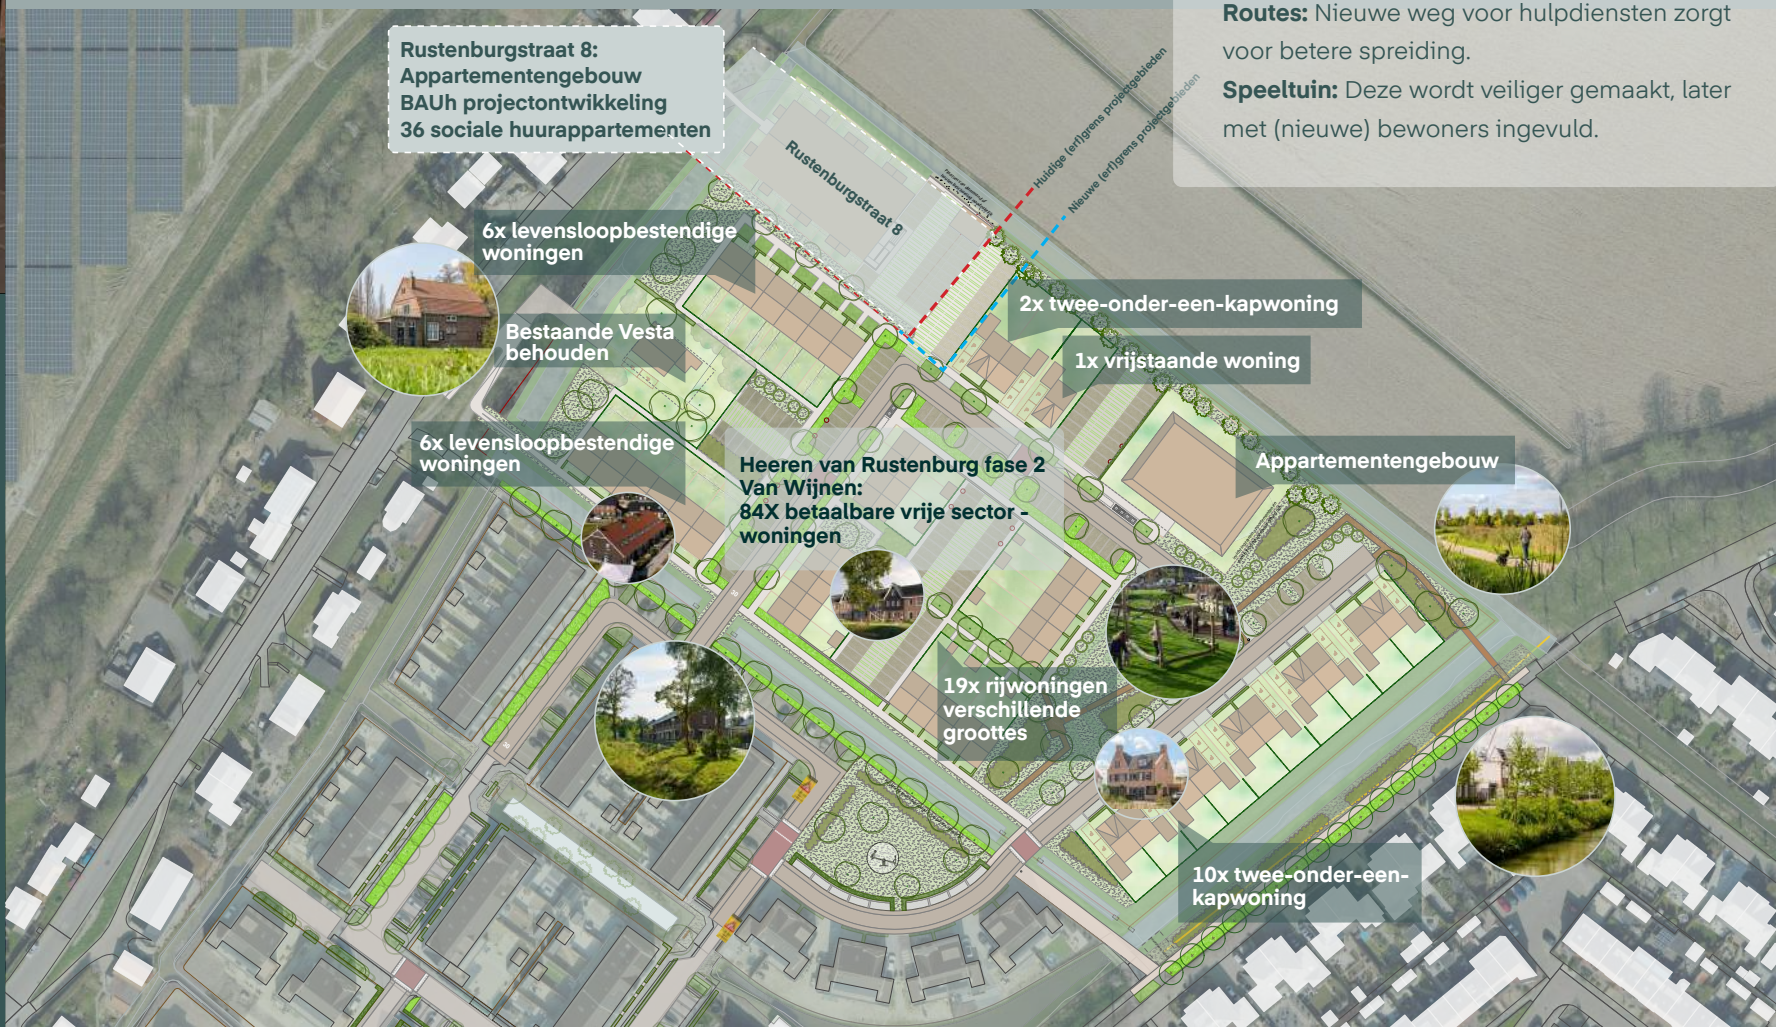 Routes: Nieuwe weg voor hulpdiensten zorgt
voor betere spreiding.
Speeltuin: Deze wordt veiliger gemaakt, later
met (nieuwe) bewoners ingevuld.
Rustenburgstraat 8:
Appartementengebouw
BAUh projectontwikkeling
36 sociale huurappartementen
Huidige (erf)grens projectgebieden
Nieuwe (erf)grens projectgebieden
Rustenburgstraat 8
6x levensloopbestendige
woningen
2x twee-onder-een-kapwoning
Bestaande Vesta
behouden
1x vrijstaande woning
6x levensloopbestendige
woningen
Heeren van Rustenburg fase 2
Van Wijnen:
84X betaalbare vrije sector -
woningen
Appartementengebouw
30
19x rijwoningen
verschillende
groottes
30
10x twee-onder-een-
kapwoning